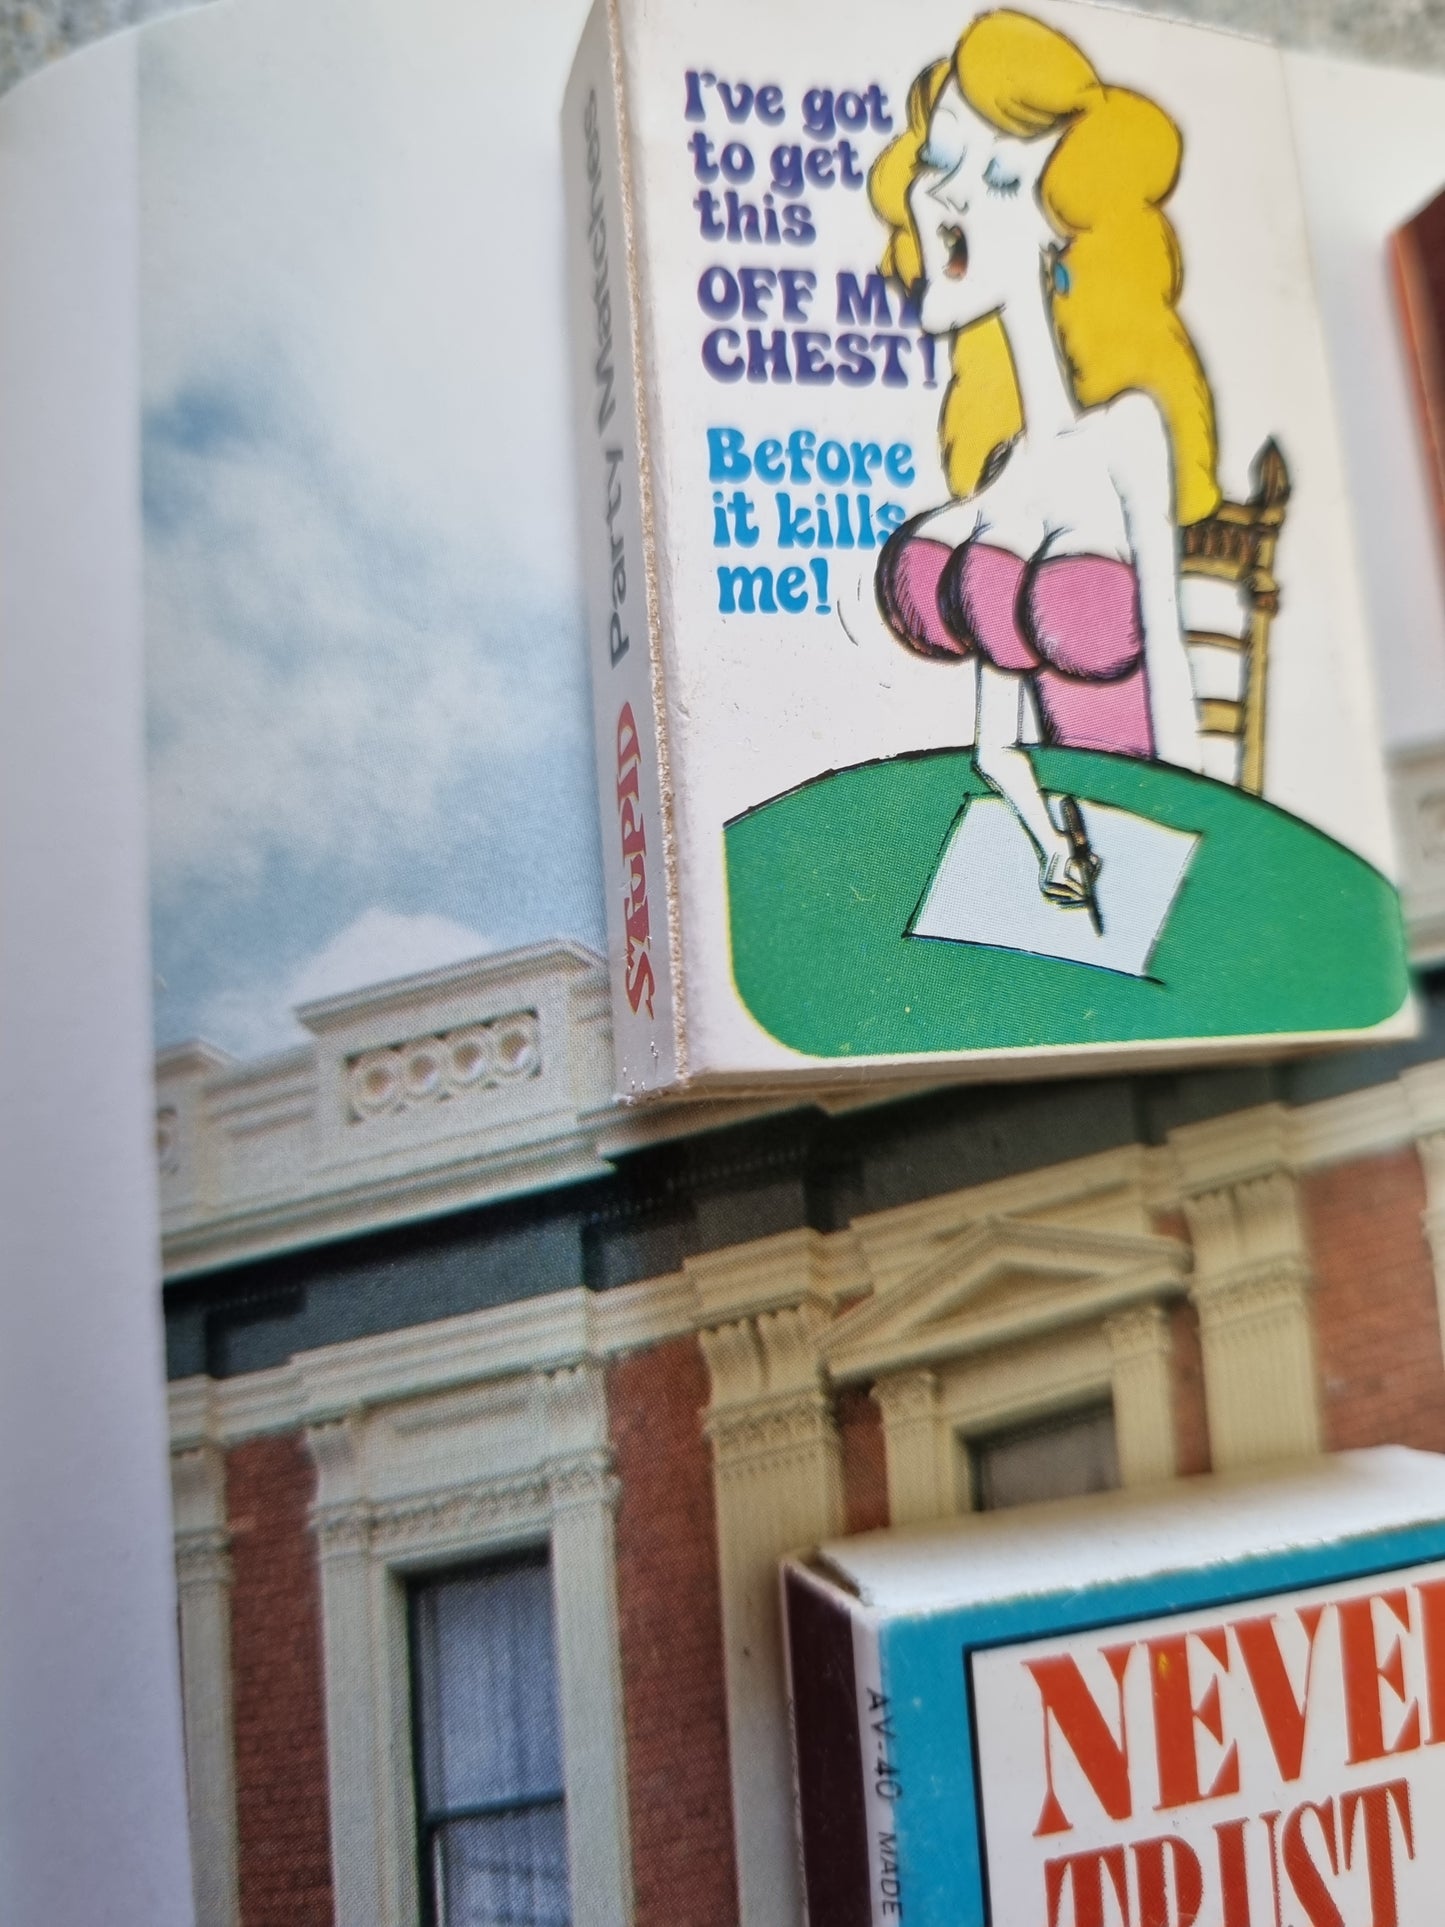 I've got
to get
this
OFF MY
CHEST!
Before
it kills
me!
Stupid Party Matches
NEVER
TRUST
AV-40 MADE